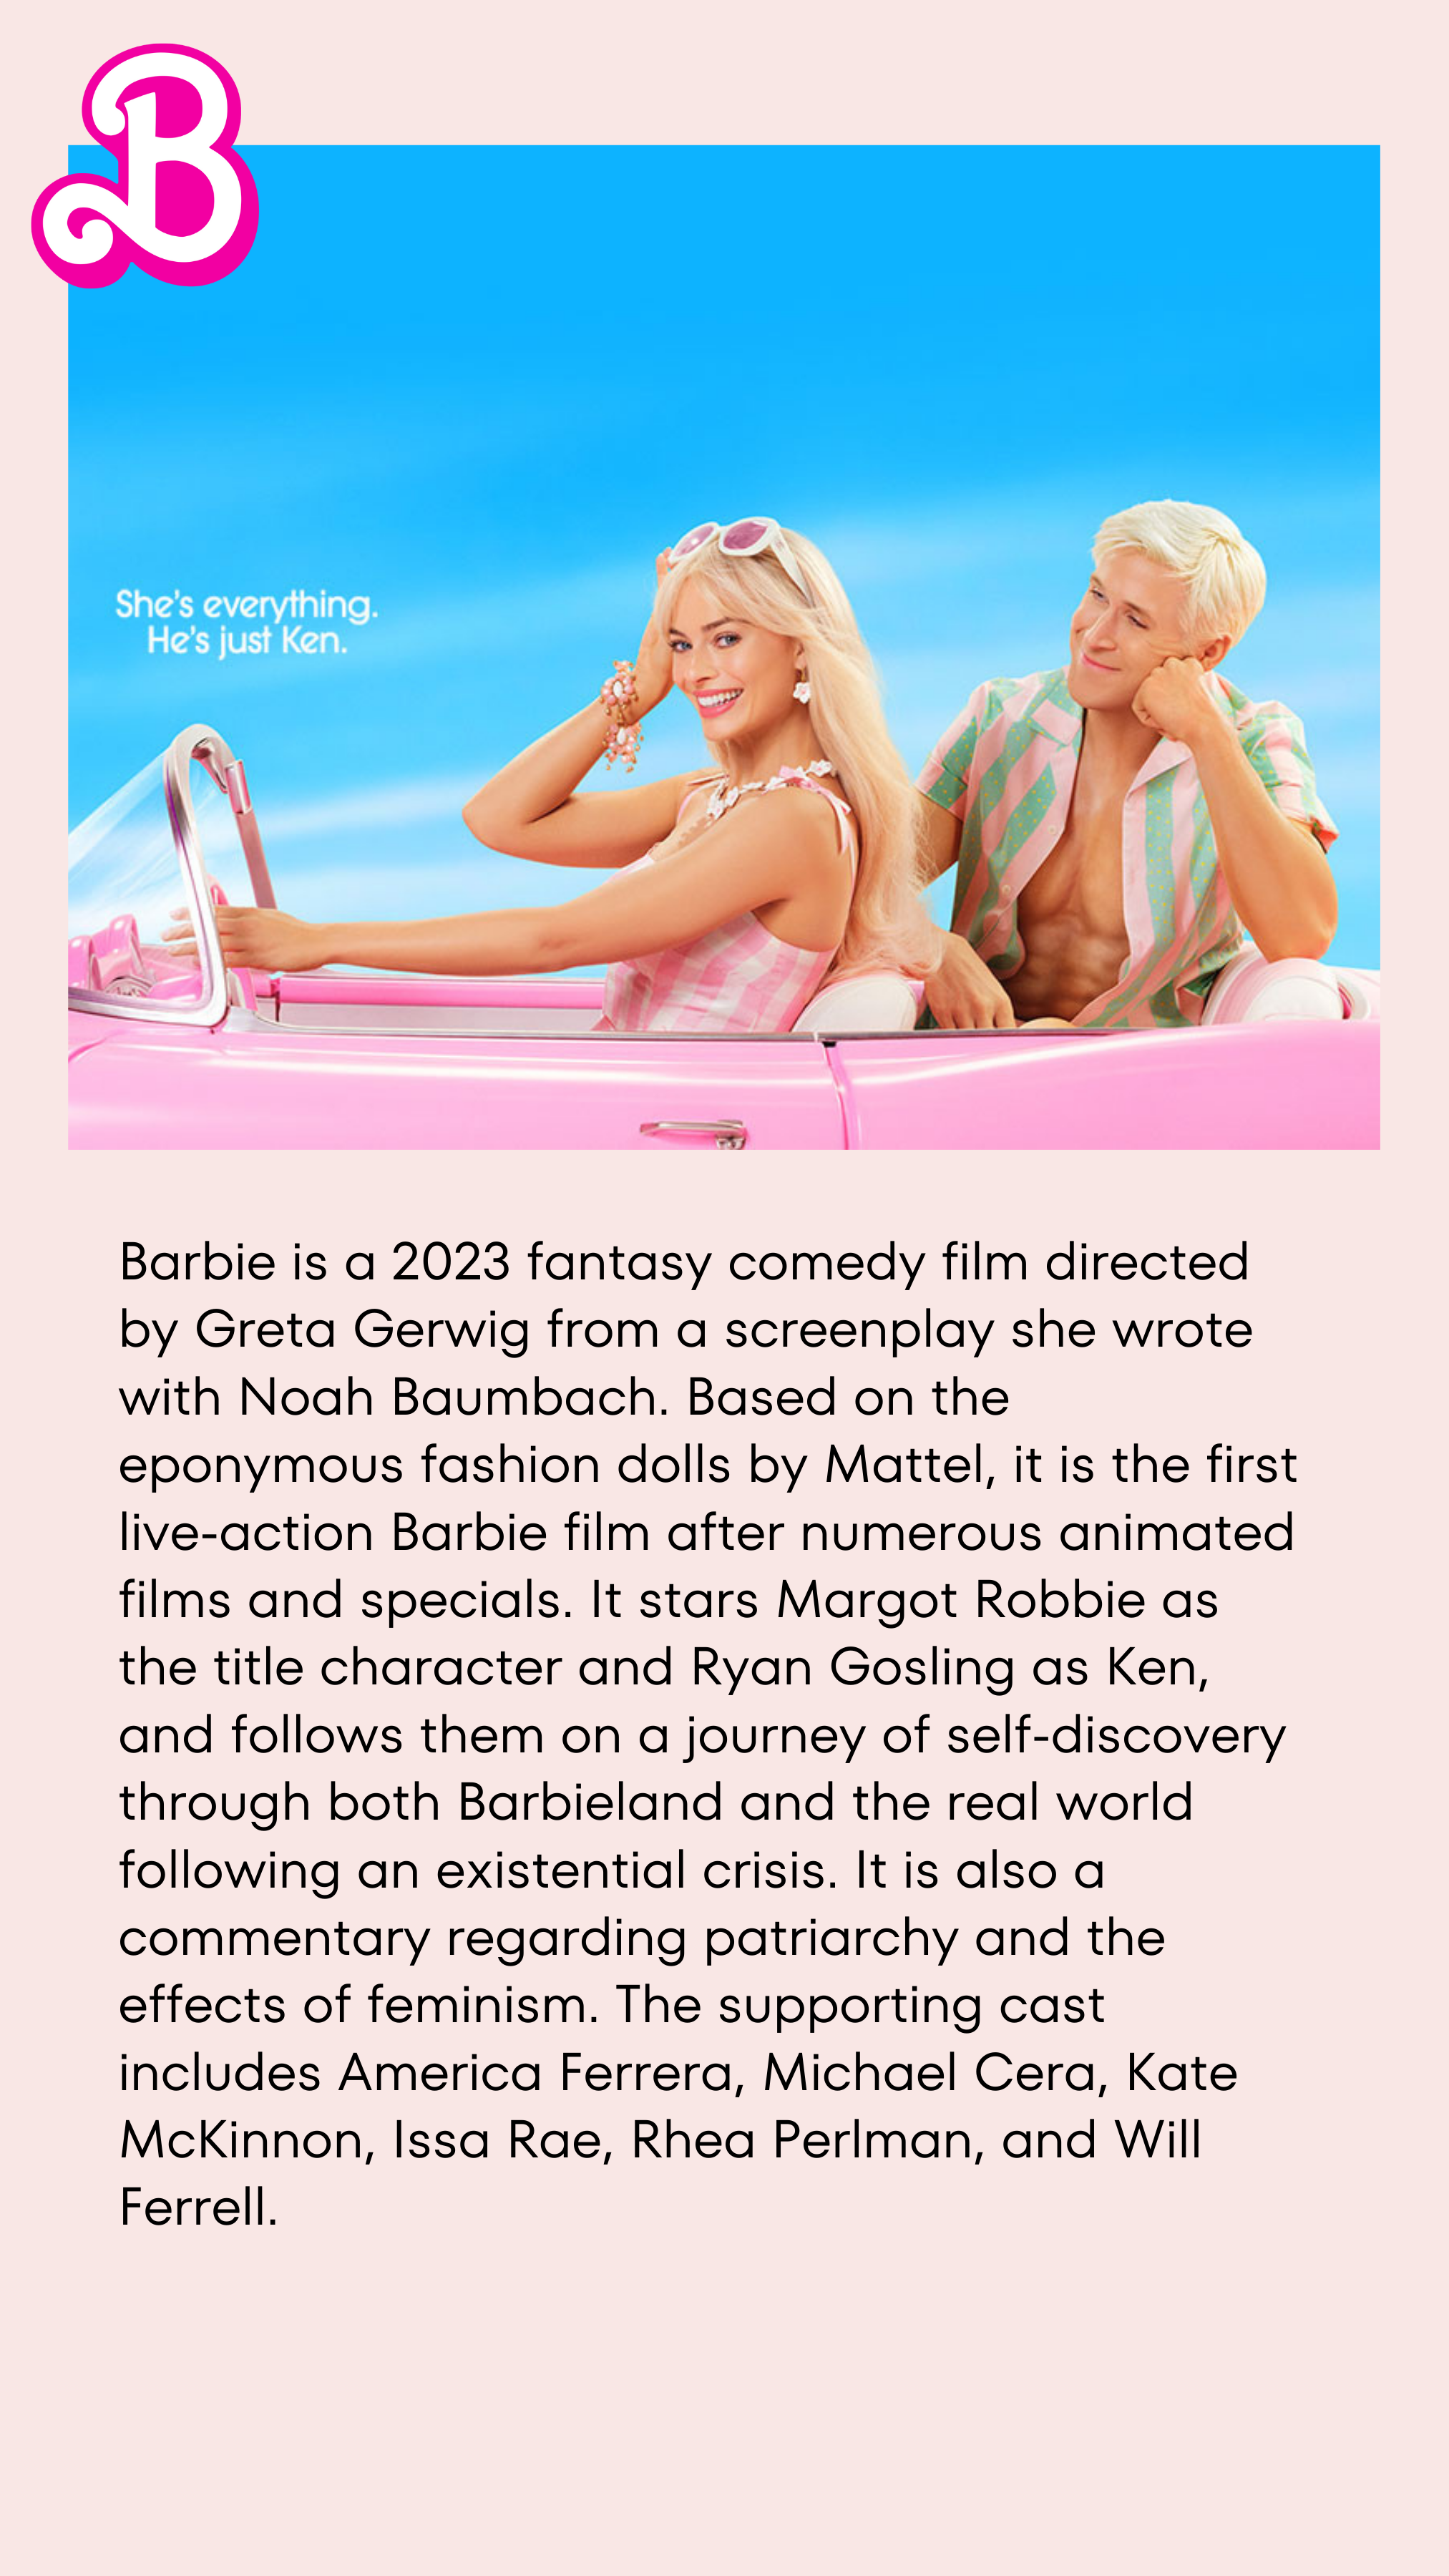 B
She's everything.
He's just Ken.
Barbie is a 2023 fantasy comedy film directed
by Greta Gerwig from a screenplay she wrote
with Noah Baumbach. Based on the
eponymous fashion dolls by Mattel, it is the first
live-action Barbie film after numerous animated
films and specials. It stars Margot Robbie as
the title character and Ryan Gosling as Ken,
and follows them on a journey of self-discovery
through both Barbieland and the real world
following an existential crisis. It is also a
commentary regarding patriarchy and the
effects of feminism. The supporting cast
includes America Ferrera, Michael Cera, Kate
McKinnon, Issa Rae, Rhea Perlman, and Will
Ferrell.